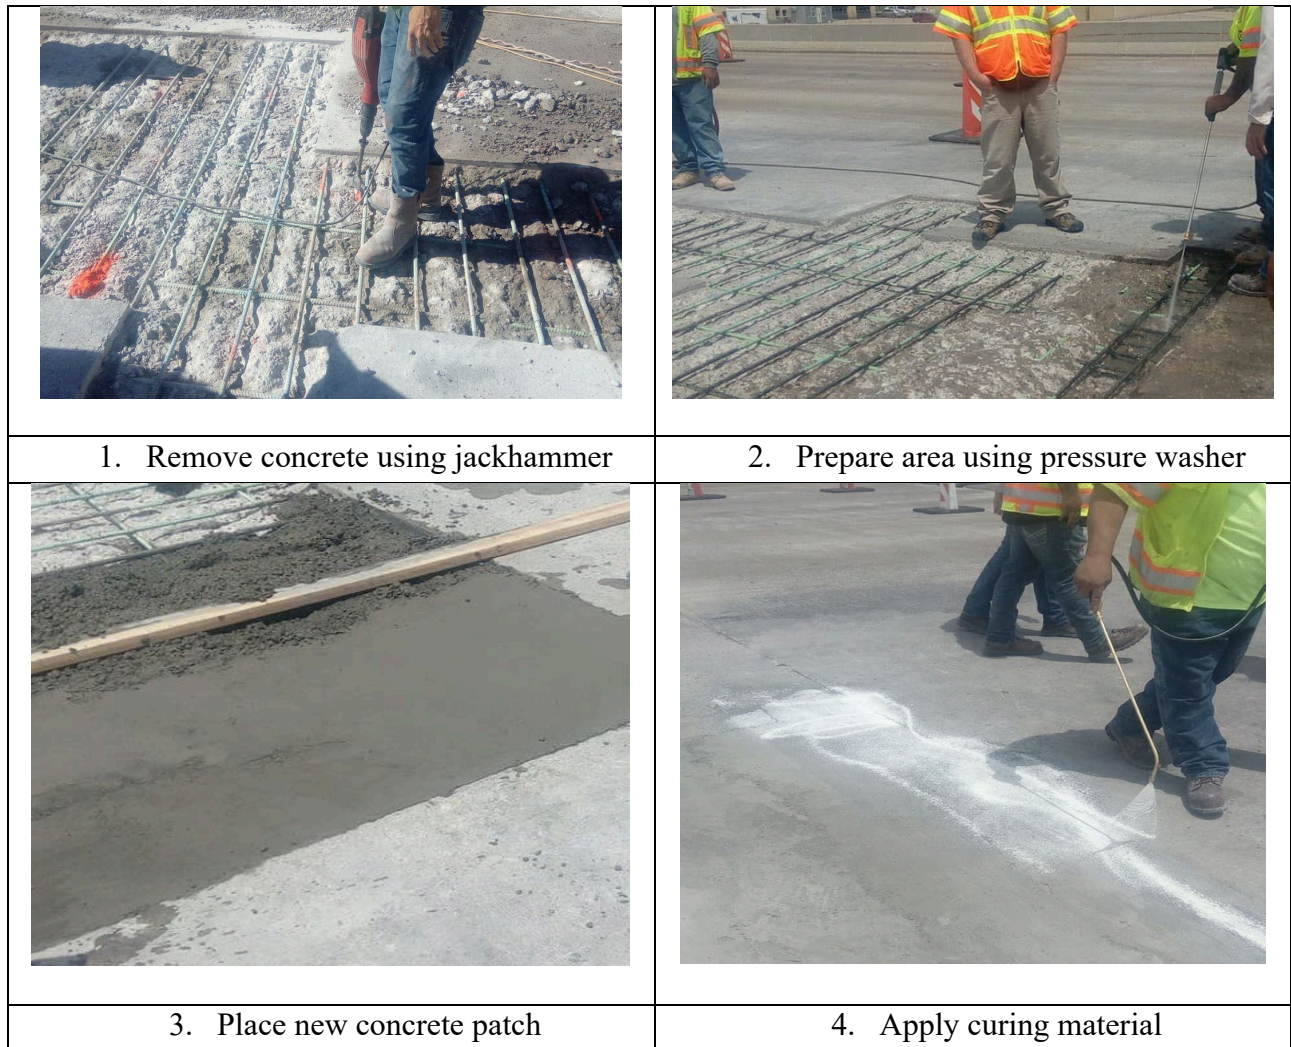 1. Remove concrete using jackhammer
2. Prepare area using pressure washer
3. Place new concrete patch
4. Apply curing material